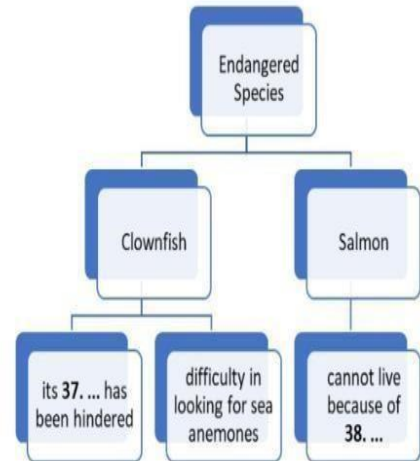 Endangered
Species
Clownfish
Salmon
its 37. ... has
been hindered
difficulty in
looking for sea
anemones
cannot live
because of
38. ...